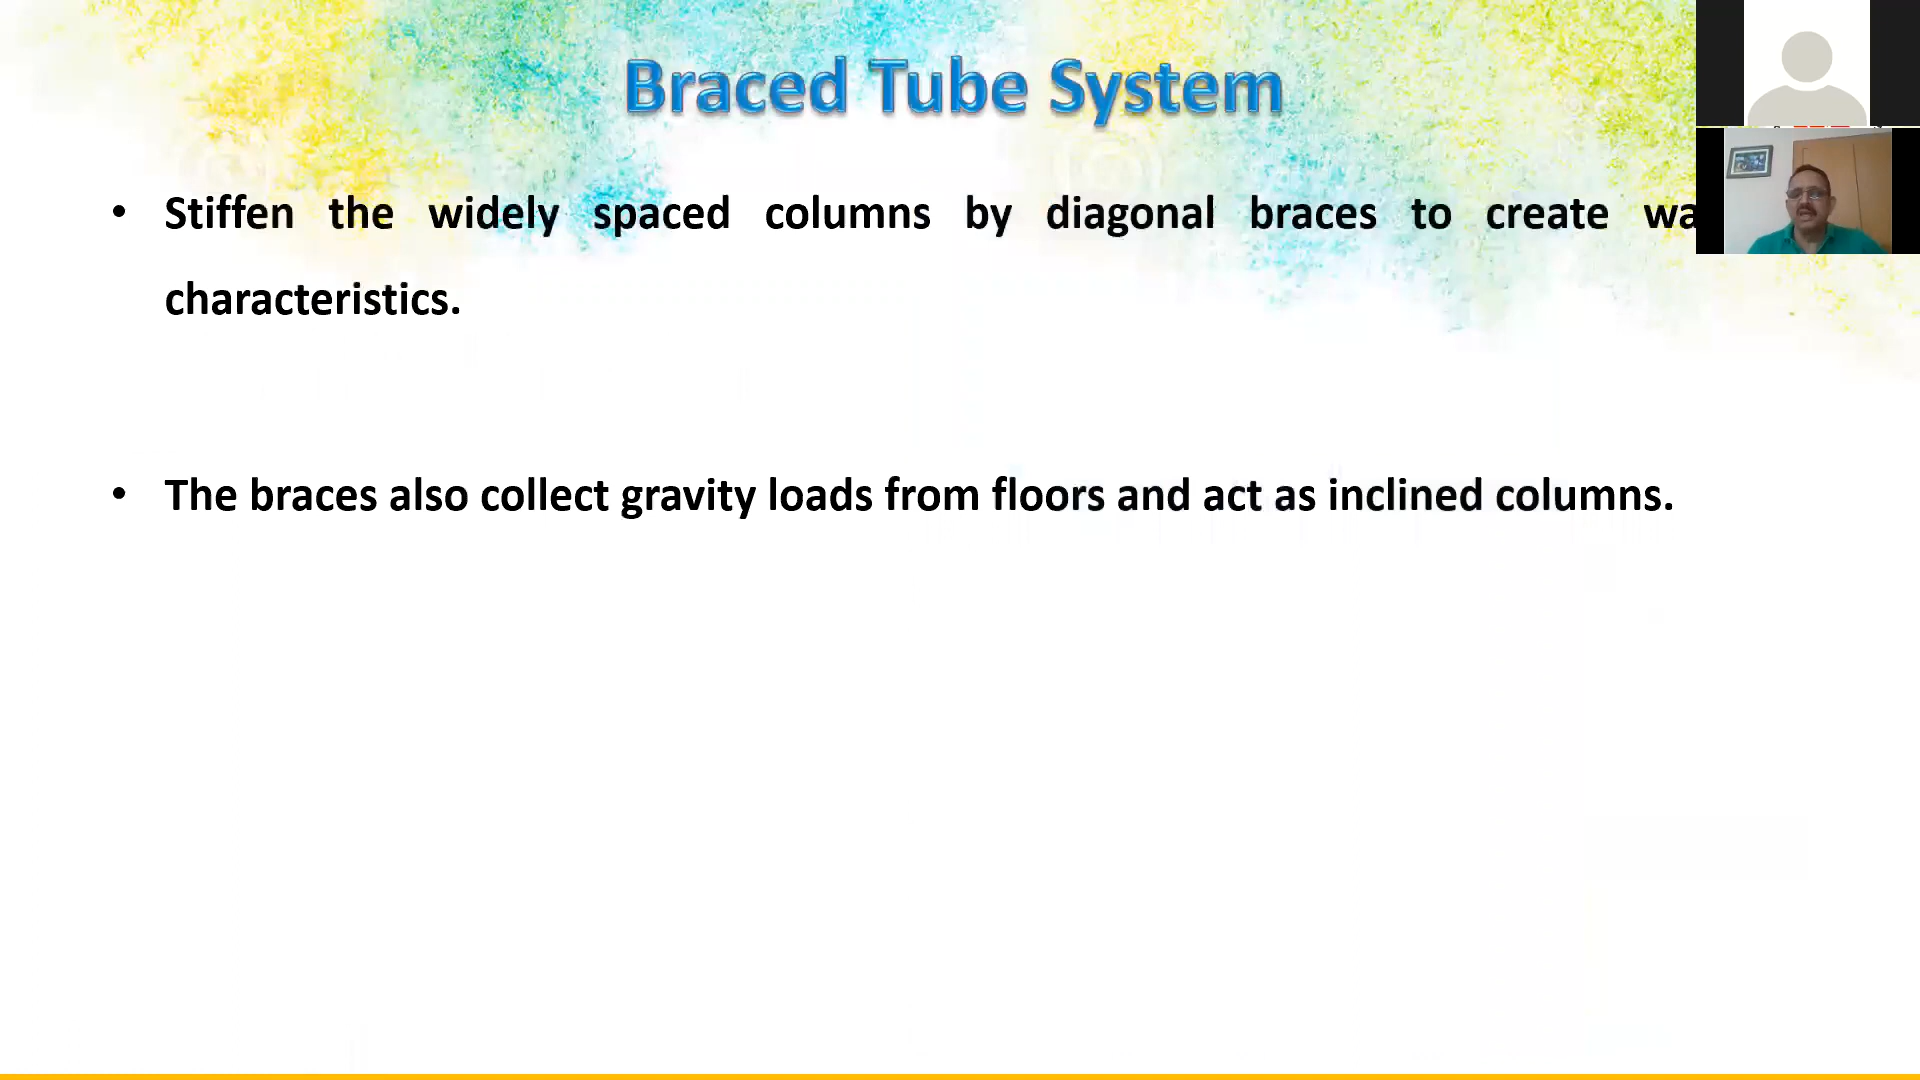 Braced Tube System
• Stiffen the widely spaced columns by diagonal braces to create
characteristics.
• The braces also collect gravity loads from floors and act as inclined columns.